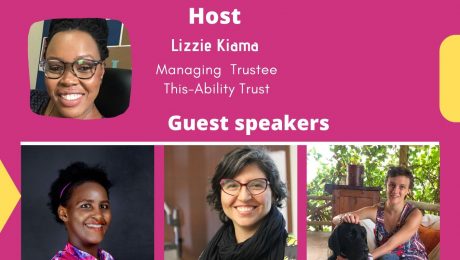 Host
Lizzie Kiama
Managing Trustee
This-Ability Trust
Guest speakers